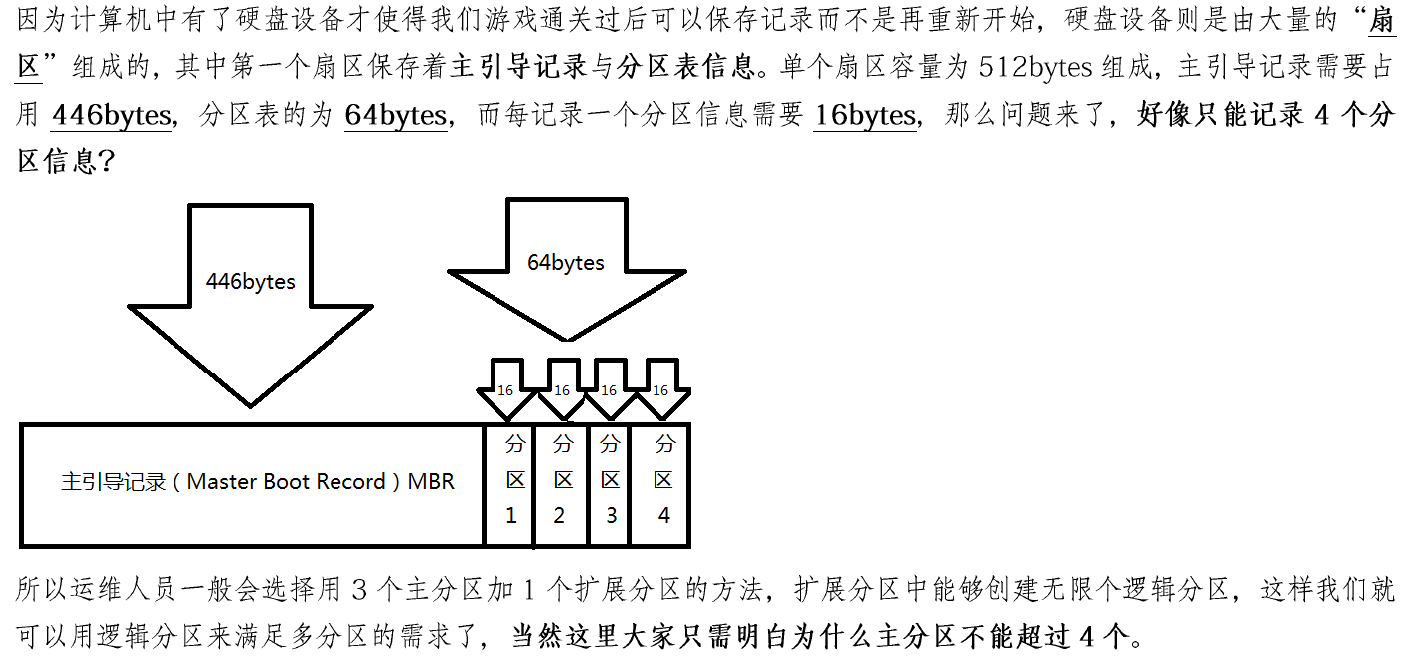 因为计算机中有了硬盘设备才使得我们游戏通关过后可以保存记录而不是再重新开始，硬盘设备则是由大量的“扇
区”组成的，其中第一个扇区保存着主引导记录与分区表信息。单个扇区容量为 512bytes 组成，主引导记录需要占
用 446bytes，分区表的为 64bytes，而每记录一个分区信息需要 16bytes，那么问题来了，好像只能记录 4 个分
区信息？
446bytes
64bytes
16
16
16
16
主引导记录（Master Boot Record）MBR
分区1
分区2
分区3
分区4
所以运维人员一般会选择用 3 个主分区加 1 个扩展分区的方法，扩展分区中能够创建无限个逻辑分区，这样我们就
可以用逻辑分区来满足多分区的需求了，当然这里大家只需明白为什么主分区不能超过 4 个。